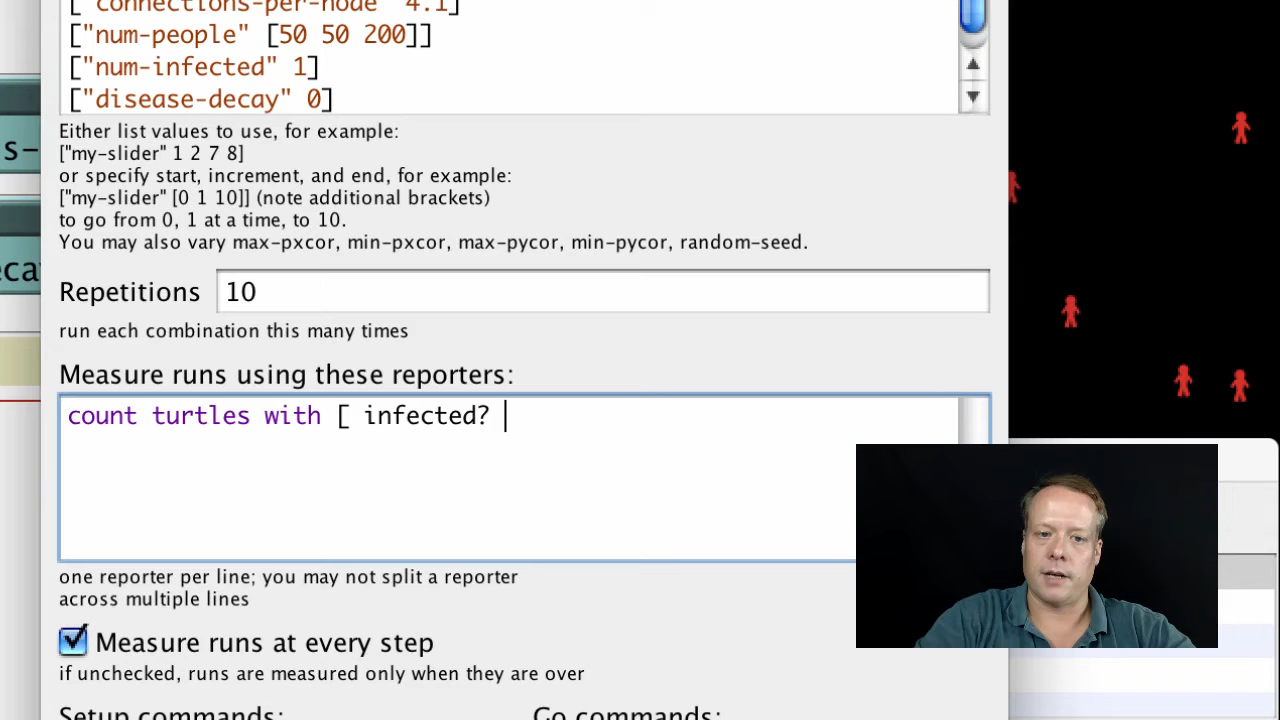 ["connections-per-node" 4.1]
["num-people" [50 50 200]]
["num-infected" 1]
["disease-decay" 0]
Either list values to use, for example:
["my-slider" 1 2 7 8]
or specify start, increment, and end, for example:
["my-slider" [0 1 10]] (note additional brackets)
to go from 0, 1 at a time, to 10.
You may also vary max-pxcor, min-pxcor, max-pycor, min-pycor, random-seed.
Repetitions 10
run each combination this many times
Measure runs using these reporters:
count turtles with [ infected?
one reporter per line; you may not split a reporter
across multiple lines
Measure runs at every step
if unchecked, runs are measured only when they are over
Setup commands: Go commands: